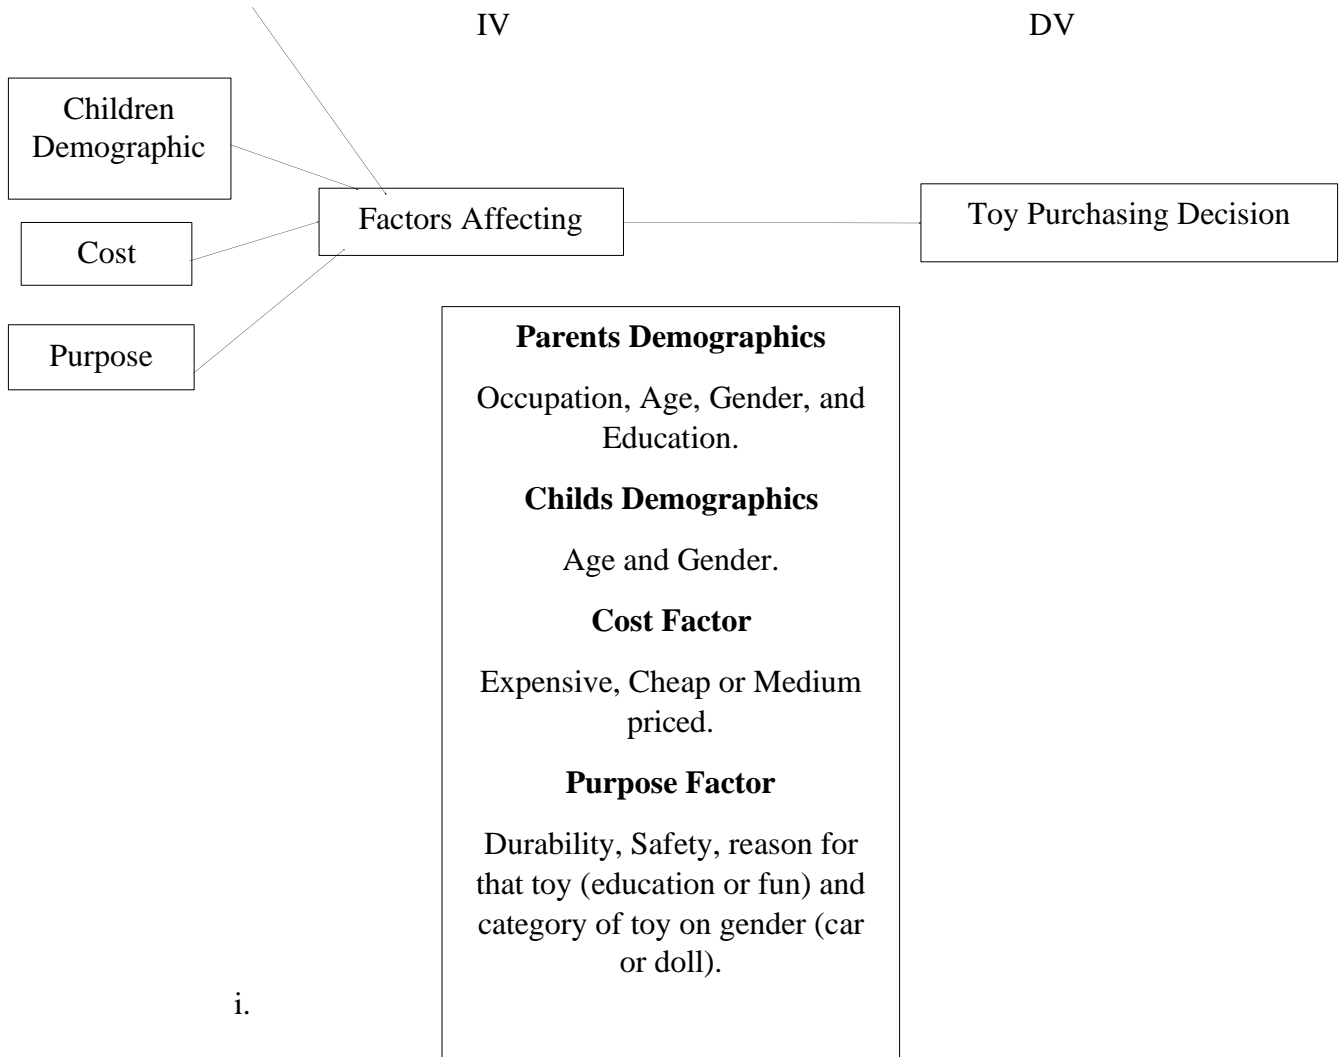 IV
DV
Children
Demographic
Factors Affecting
Toy Purchasing Decision
Cost
Purpose
Parents Demographics
Occupation, Age, Gender, and
Education.
Childs Demographics
Age and Gender.
Cost Factor
Expensive, Cheap or Medium
priced.
Purpose Factor
Durability, Safety, reason for
that toy (education or fun) and
category of toy on gender (car
or doll).
i.